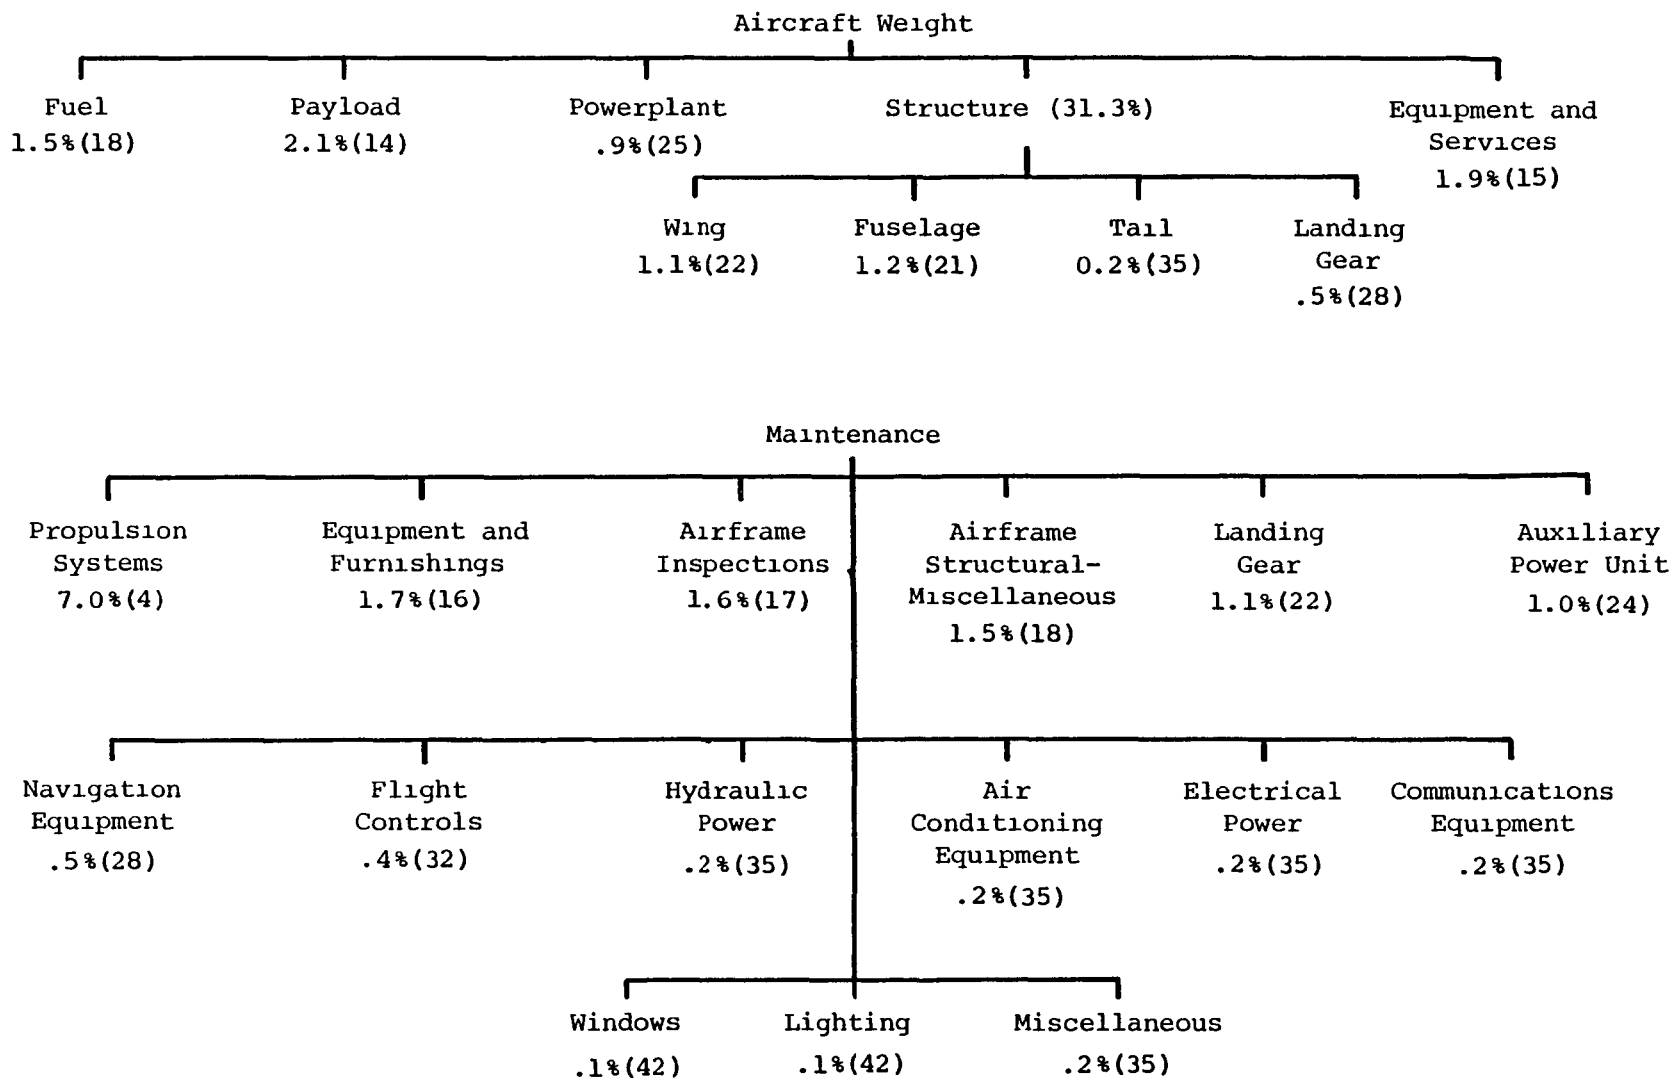 Aircraft Weight
Fuel Payload Powerplant Structure (31.3%) Equipment and
1.5%(18) 2.1%(14) .9%(25) Services
1.9%(15)
Wing Fuselage Tail Landing
1.1%(22) 1.2%(21) 0.2%(35) Gear
.5%(28)
Maintenance
Propulsion Equipment and Airframe Airframe Landing Auxiliary
Systems Furnishings Inspections Structural- Gear Power Unit
7.0%(4) 1.7%(16) 1.6%(17) Miscellaneous 1.1%(22) 1.0%(24)
1.5%(18)
Navigation Flight Hydraulic Air Electrical Communications
Equipment Controls Power Conditioning Power Equipment
.5%(28) .4%(32) .2%(35) Equipment .2%(35) .2%(35)
.2%(35)
Windows Lighting Miscellaneous
.1%(42) .1%(42) .2%(35)